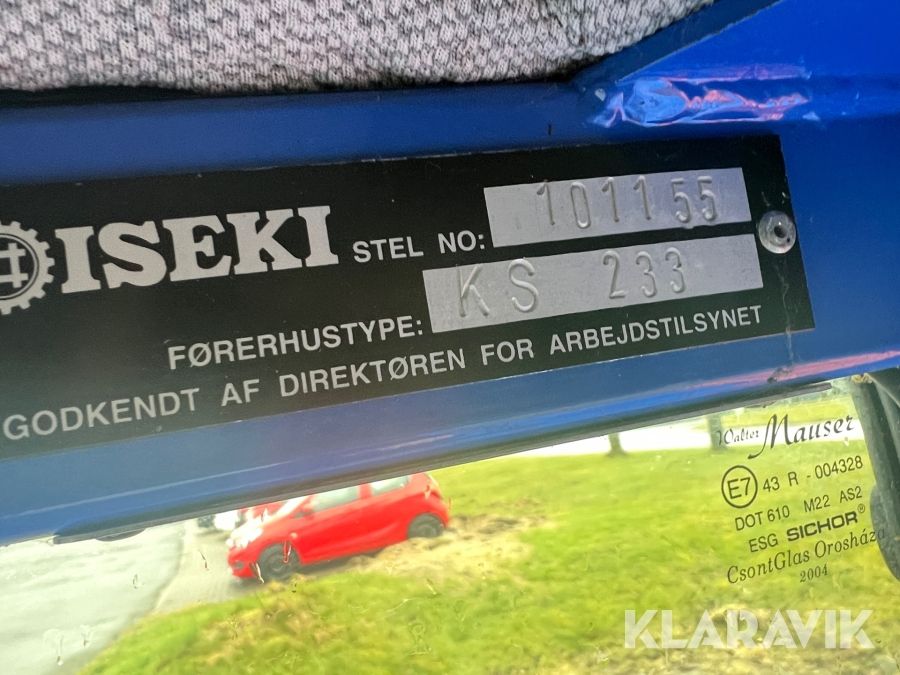 ISEKI
STEL NO: 101155
FØRERHUSTYPE: KS 233
GODKENDT AF DIREKTØREN FOR ARBEJDSTILSYNET
Walter Mauser
E7 43 R - 004328
DOT 610 M22 AS2
ESG SICHOR®
CsontGlas Orosháza
2004
KLARAVIK